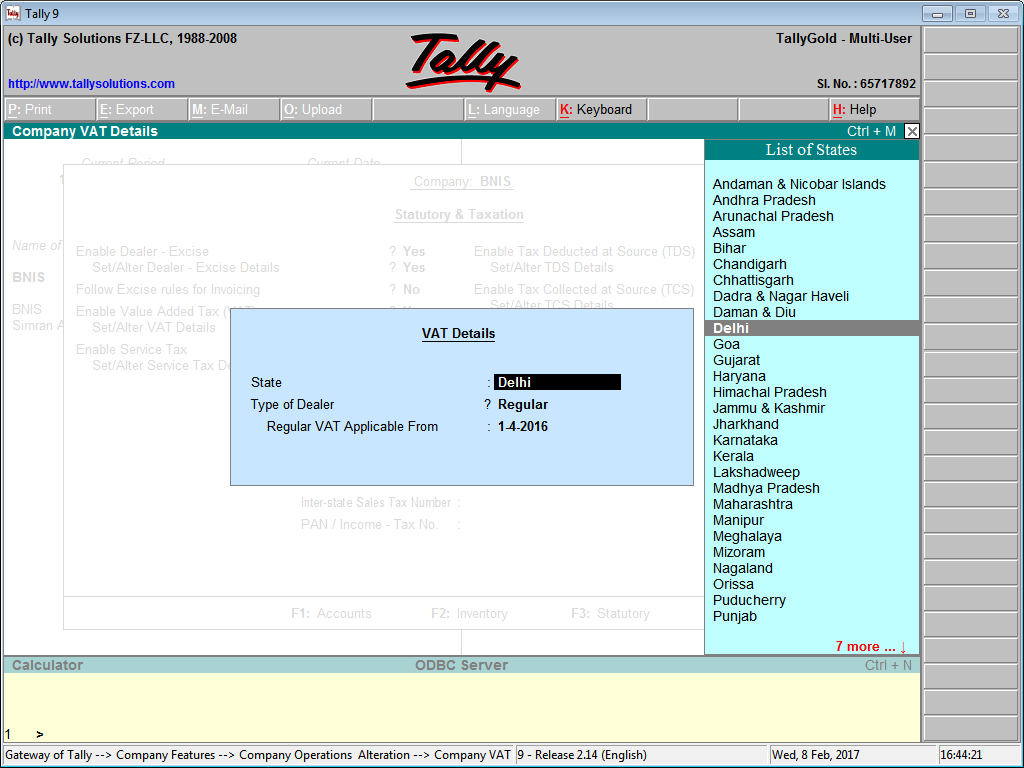 Tally 9
(c) Tally Solutions FZ-LLC, 1988-2008
Tally
TallyGold - Multi-User
http://www.tallysolutions.com
Sl. No. : 65717892
P: Print E: Export M: E-Mail O: Upload L: Language K: Keyboard H: Help
Company VAT Details Ctrl + M
Current Period Current Date
Company: BNIS
Statutory & Taxation
Name of
BNIS
BNIS
Simran A
Enable Dealer - Excise ? Yes Enable Tax Deducted at Source (TDS)
Set/Alter Dealer - Excise Details ? Yes Set/Alter TDS Details
Follow Excise rules for Invoicing ? No Enable Tax Collected at Source (TCS)
Enable Value Added Tax ? Set/Alter TCS Details
Set/Alter VAT Details
Enable Service Tax
Set/Alter Service Tax
VAT Details
State : Delhi
Type of Dealer ? Regular
Regular VAT Applicable From : 1-4-2016
Inter-state Sales Tax Number :
PAN / Income - Tax No. :
F1: Accounts F2: Inventory F3: Statutory
List of States
Andaman & Nicobar Islands
Andhra Pradesh
Arunachal Pradesh
Assam
Bihar
Chandigarh
Chhattisgarh
Dadra & Nagar Haveli
Daman & Diu
Delhi
Goa
Gujarat
Haryana
Himachal Pradesh
Jammu & Kashmir
Jharkhand
Karnataka
Kerala
Lakshadweep
Madhya Pradesh
Maharashtra
Manipur
Meghalaya
Mizoram
Nagaland
Orissa
Puducherry
Punjab
7 more ... ↓
Calculator ODBC Server Ctrl + N
1 >
Gateway of Tally --> Company Features --> Company Operations Alteration --> Company VAT 9 - Release 2.14 (English) Wed, 8 Feb, 2017 16:44:21